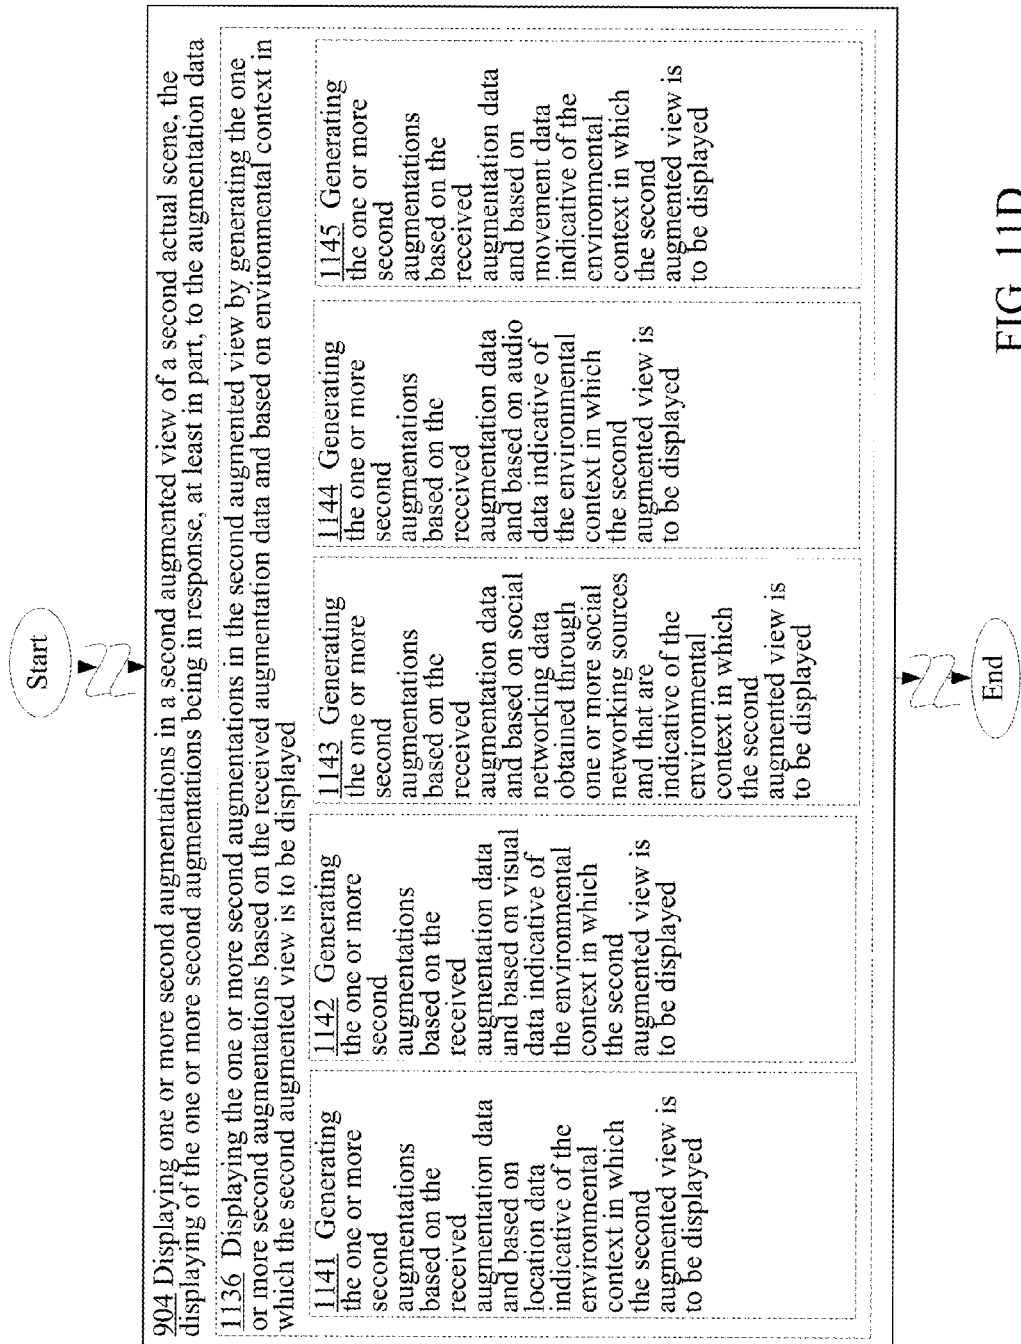 Start
904 Displaying one or more second augmentations in a second augmented view of a second actual scene, the
displaying of the one or more second augmentations being in response, at least in part, to the augmentation data
1136 Displaying the one or more second augmentations in the second augmented view by generating the one
or more second augmentations based on the received augmentation data and based on environmental context in
which the second augmented view is to be displayed
1141 Generating
the one or more
second
augmentations
based on the
received
augmentation data
and based on
location data
indicative of the
environmental
context in which
the second
augmented view is
to be displayed
1142 Generating
the one or more
second
augmentations
based on the
received
augmentation data
and based on visual
data indicative of
the environmental
context in which
the second
augmented view is
to be displayed
1143 Generating
the one or more
second
augmentations
based on the
received
augmentation data
and based on social
networking data
obtained through
one or more social
networking sources
and that are
indicative of the
environmental
context in which
the second
augmented view is
to be displayed
1144 Generating
the one or more
second
augmentations
based on the
received
augmentation data
and based on audio
data indicative of
the environmental
context in which
the second
augmented view is
to be displayed
1145 Generating
the one or more
second
augmentations
based on the
received
augmentation data
and based on
movement data
indicative of the
environmental
context in which
the second
augmented view is
to be displayed
End
FIG. 11D